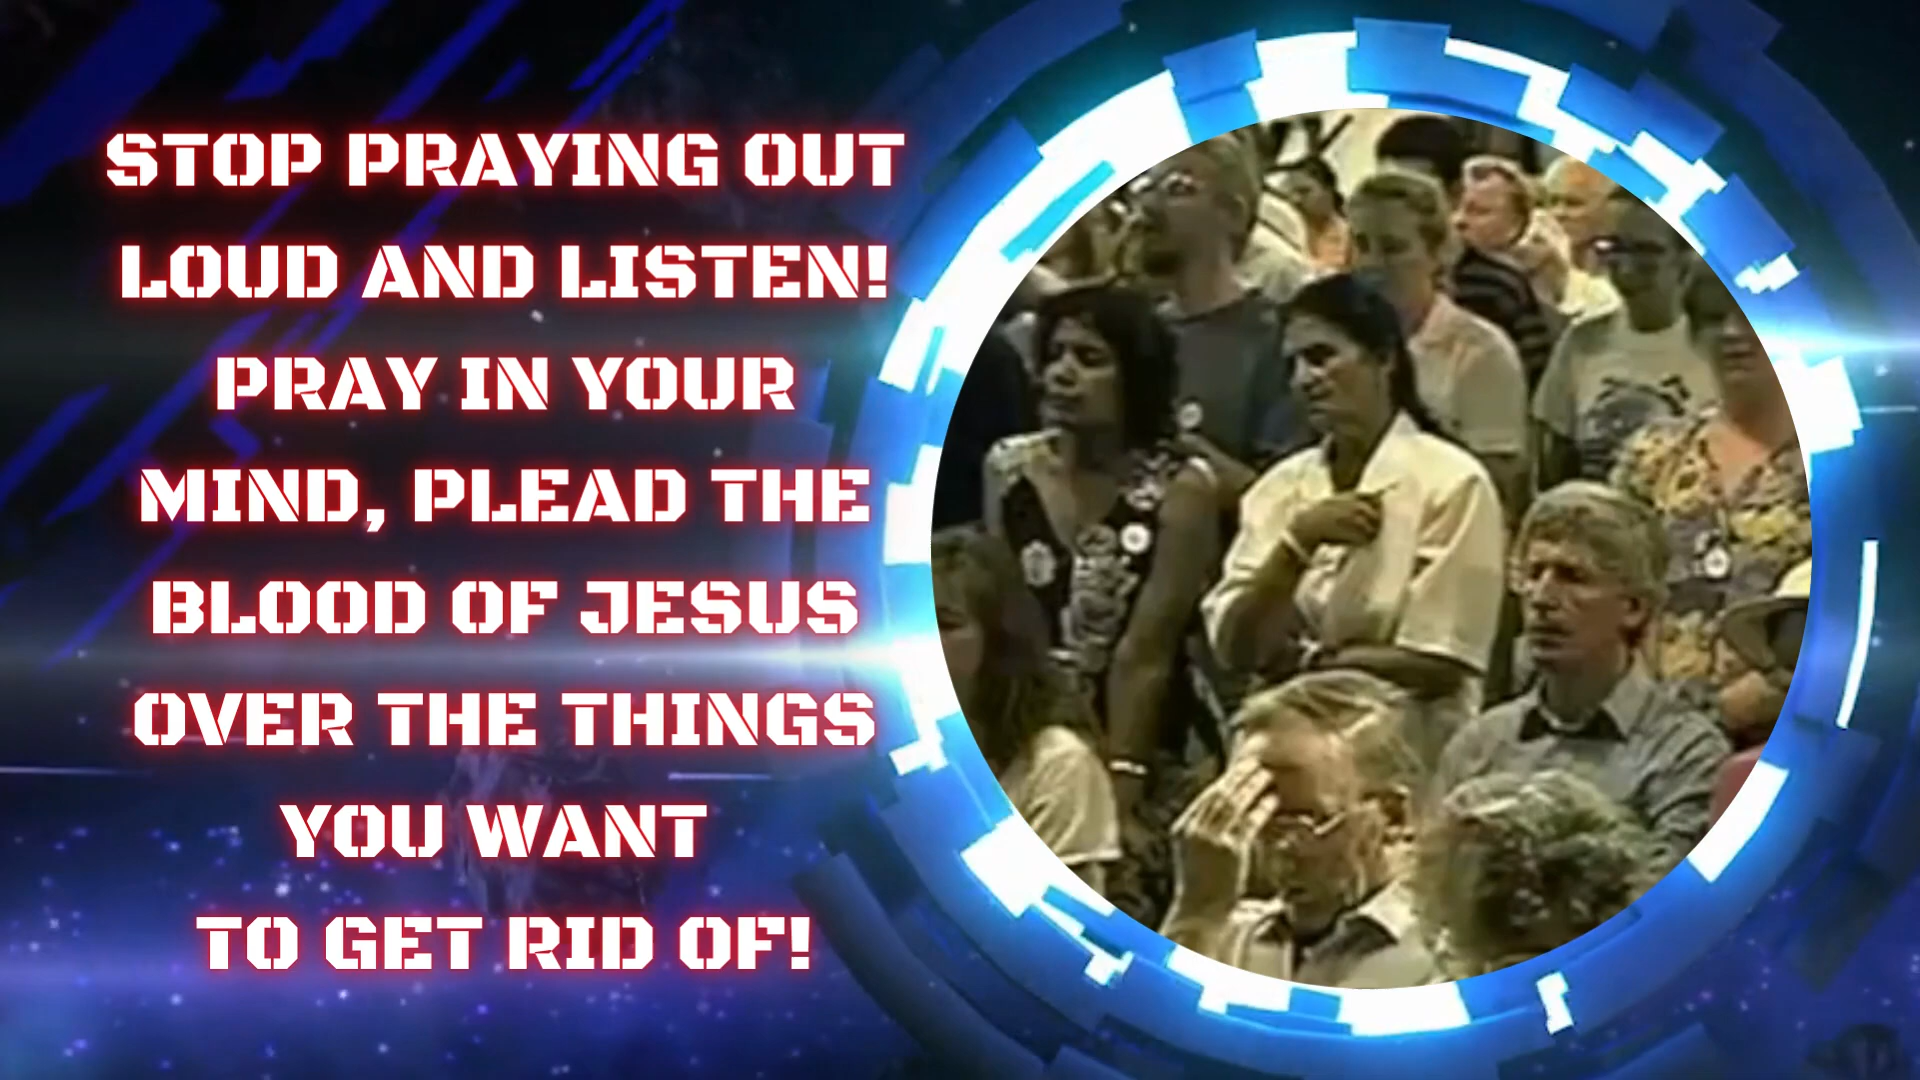 STOP PRAYING OUT
LOUD AND LISTEN!
PRAY IN YOUR
MIND, PLEAD THE
BLOOD OF JESUS
OVER THE THINGS
YOU WANT
TO GET RID OF!